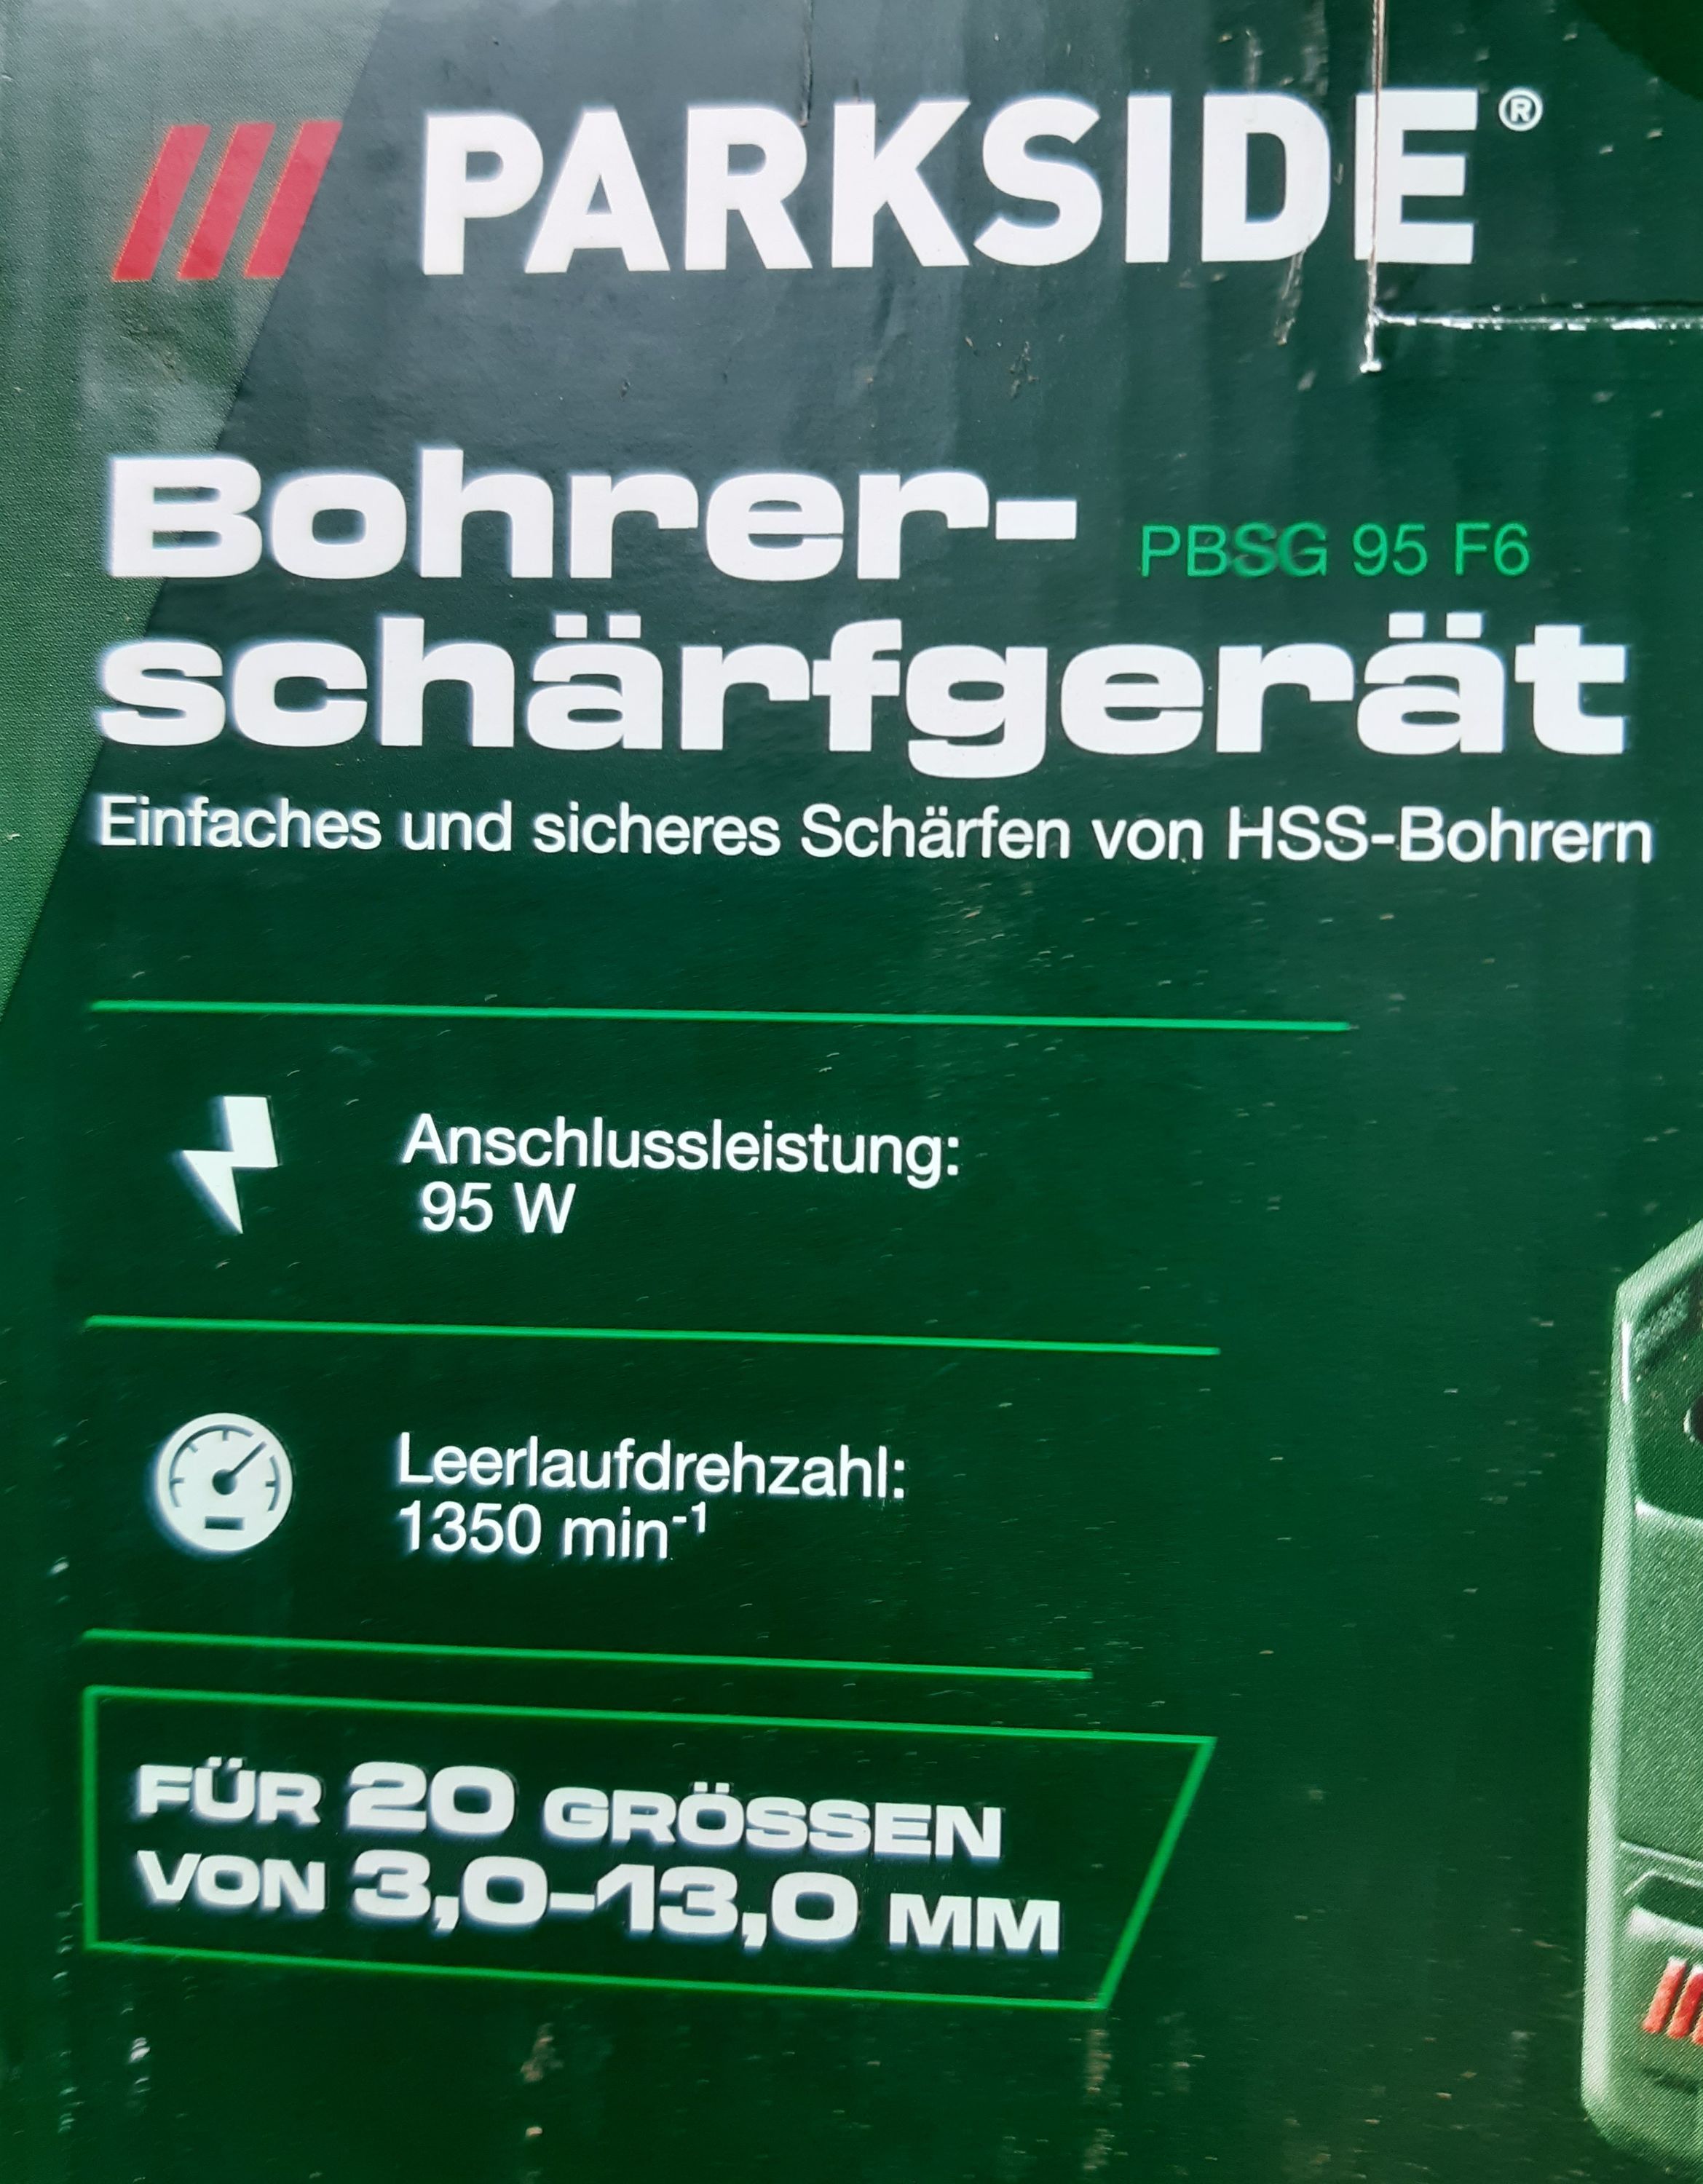 PARKSIDE®
Bohrer- PBSG 95 F6
schärfgerät
Einfaches und sicheres Schärfen von HSS-Bohrern
Anschlussleistung:
95 W
Leerlaufdrehzahl:
1350 min⁻¹
FÜR 20 GRÖSSEN
VON 3,0–13,0 MM